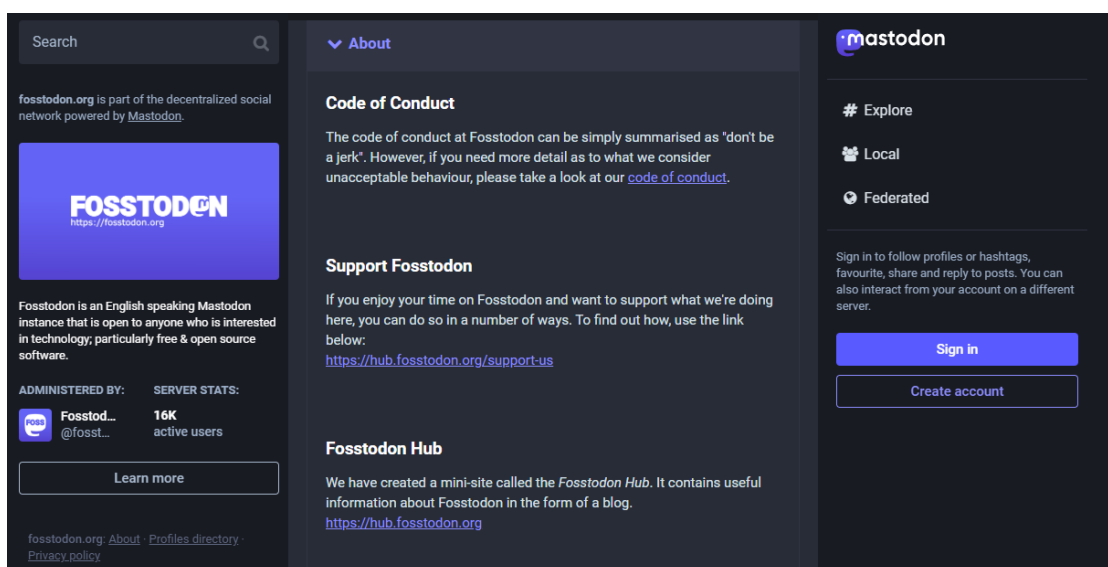 Search
fosstodon.org is part of the decentralized social
network powered by Mastodon.
FOSSTODON
https://fosstodon.org
Fosstodon is an English speaking Mastodon
instance that is open to anyone who is interested
in technology; particularly free & open source
software.
ADMINISTERED BY:
FOSS
Fosstod...
@fosst...
SERVER STATS:
16K
active users
Learn more
fosstodon.org: About · Profiles directory ·
Privacy policy
About
Code of Conduct
The code of conduct at Fosstodon can be simply summarised as "don't be
a jerk". However, if you need more detail as to what we consider
unacceptable behaviour, please take a look at our code of conduct.
Support Fosstodon
If you enjoy your time on Fosstodon and want to support what we're doing
here, you can do so in a number of ways. To find out how, use the link
below:
https://hub.fosstodon.org/support-us
Fosstodon Hub
We have created a mini-site called the Fosstodon Hub. It contains useful
information about Fosstodon in the form of a blog.
https://hub.fosstodon.org
mastodon
# Explore
Local
Federated
Sign in to follow profiles or hashtags,
favourite, share and reply to posts. You can
also interact from your account on a different
server.
Sign in
Create account